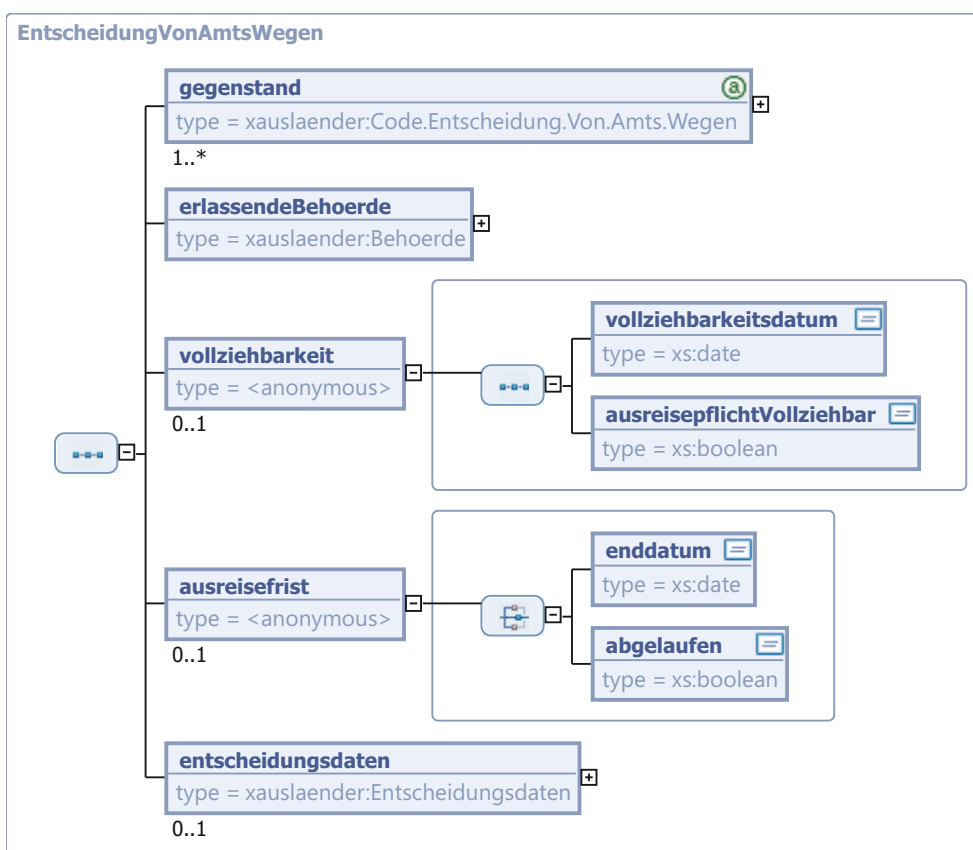 EntscheidungVonAmtsWegen
gegenstand
type = xauslaender:Code.Entscheidung.Von.Amts.Wegen
1..*
erlassendeBehoerde
type = xauslaender:Behoerde
vollziehbarkeit
type = <anonymous>
0..1
vollziehbarkeitsdatum
type = xs:date
ausreisepflichtVollziehbar
type = xs:boolean
ausreisefrist
type = <anonymous>
0..1
enddatum
type = xs:date
abgelaufen
type = xs:boolean
entscheidungsdaten
type = xauslaender:Entscheidungsdaten
0..1